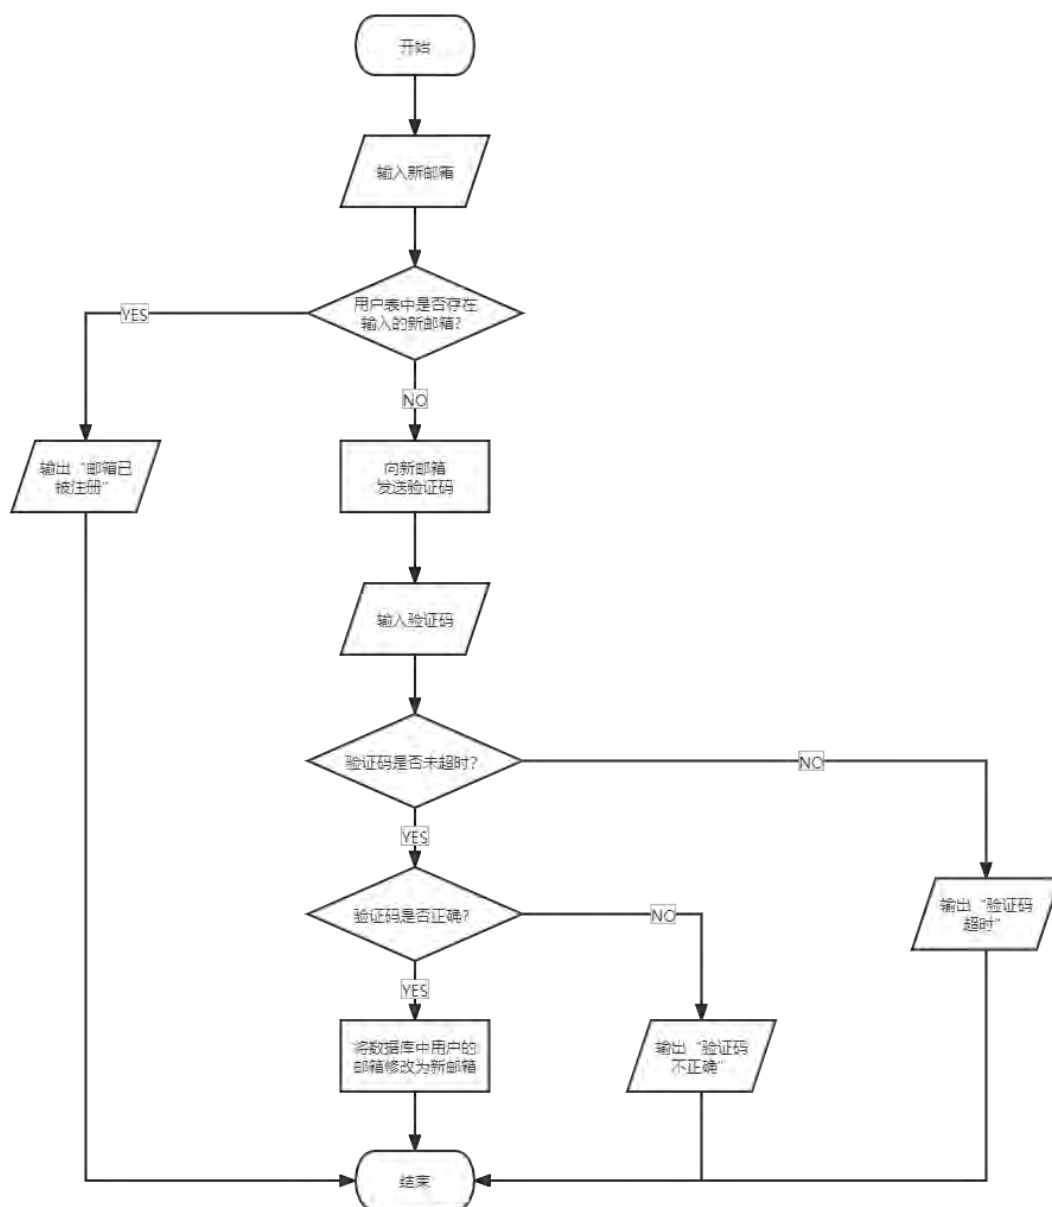 开始
输入新邮箱
用户表中是否存在
输入的新邮箱?
YES
NO
输出“邮箱已
被注册”
向新邮箱
发送验证码
输入验证码
验证码是否未超时?
NO
YES
验证码是否正确?
NO
输出“验证码
超时”
YES
将数据库中用户的
邮箱修改为新邮箱
输出“验证码
不正确”
结束